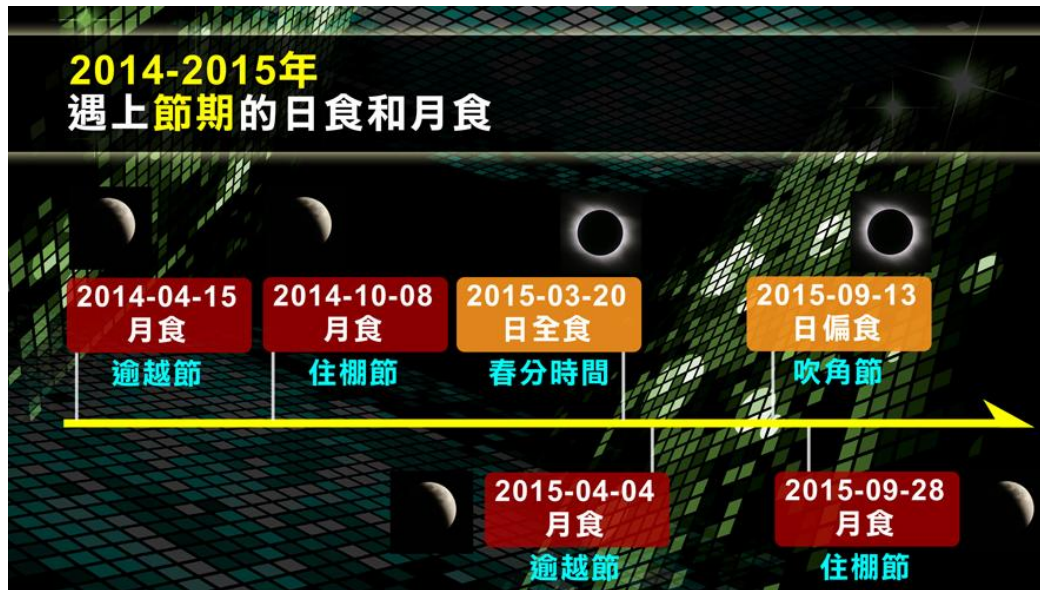 2014-2015年
遇上節期的日食和月食
2014-04-15
月食
逾越節
2014-10-08
月食
住棚節
2015-03-20
日全食
春分時間
2015-09-13
日偏食
吹角節
2015-04-04
月食
逾越節
2015-09-28
月食
住棚節